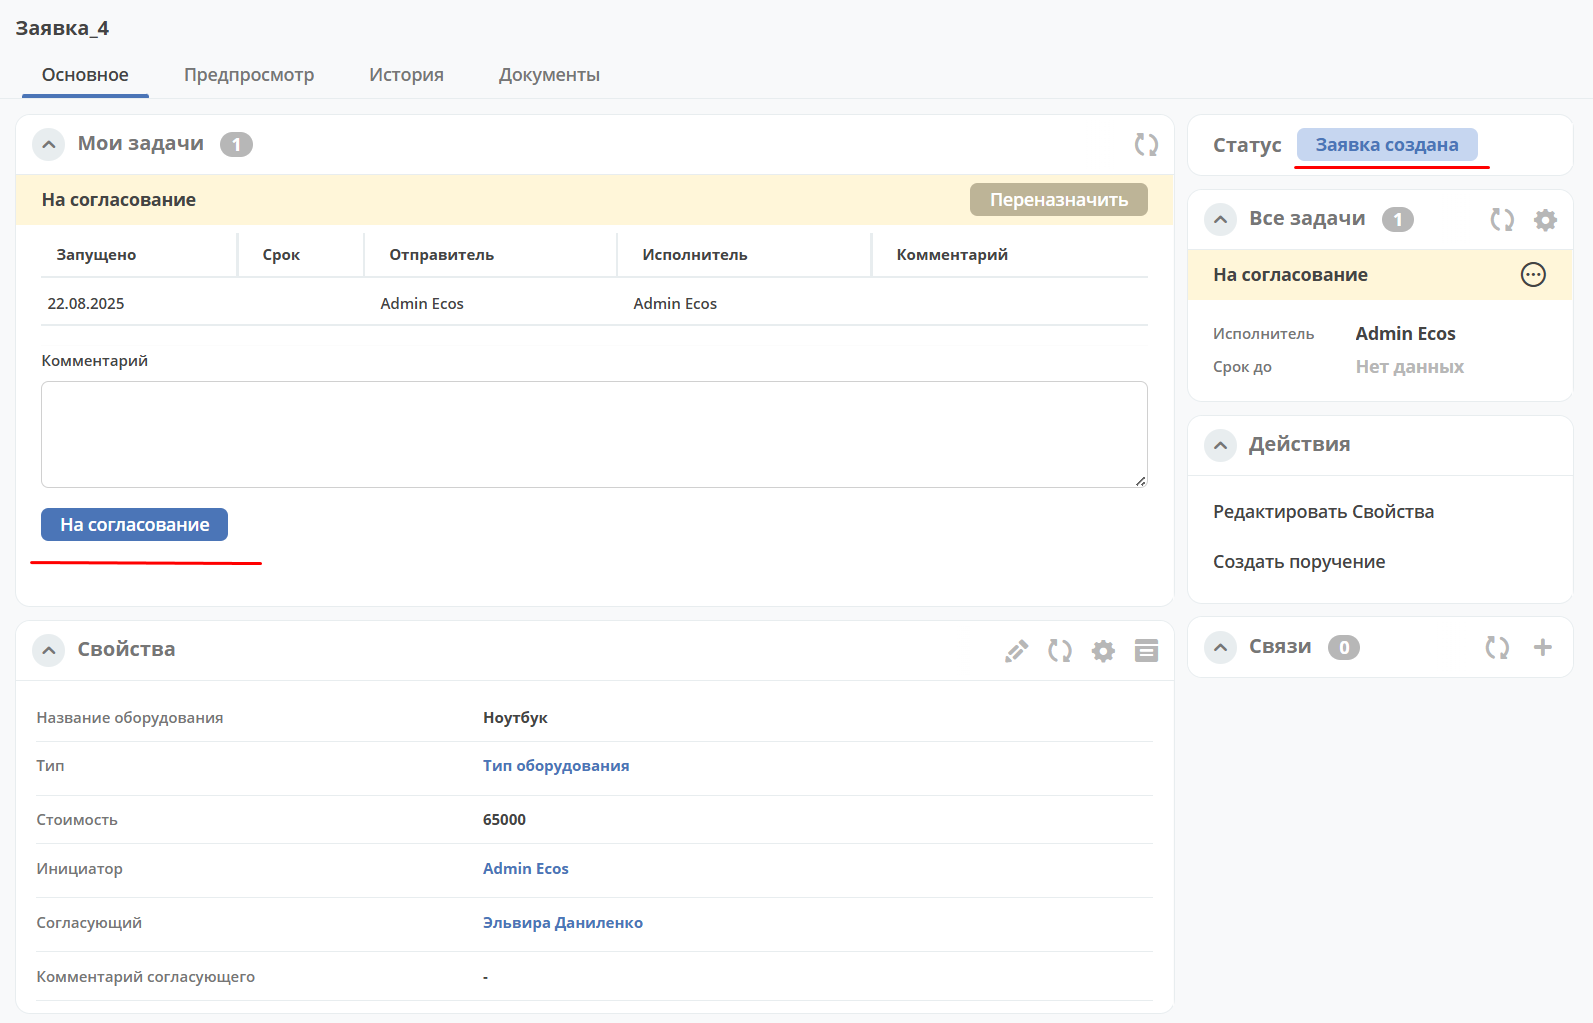 Заявка_4
Основное Предпросмотр История Документы
Мои задачи 1
На согласование Переназначить
Запущено Срок Отправитель Исполнитель Комментарий
22.08.2025 Admin Ecos Admin Ecos
Комментарий
На согласование
Свойства
Название оборудования Ноутбук
Тип Тип оборудования
Стоимость 65000
Инициатор Admin Ecos
Согласующий Эльвира Даниленко
Комментарий согласующего -
Статус Заявка создана
Все задачи 1
На согласование
Исполнитель Admin Ecos
Срок до Нет данных
Действия
Редактировать Свойства
Создать поручение
Связи 0